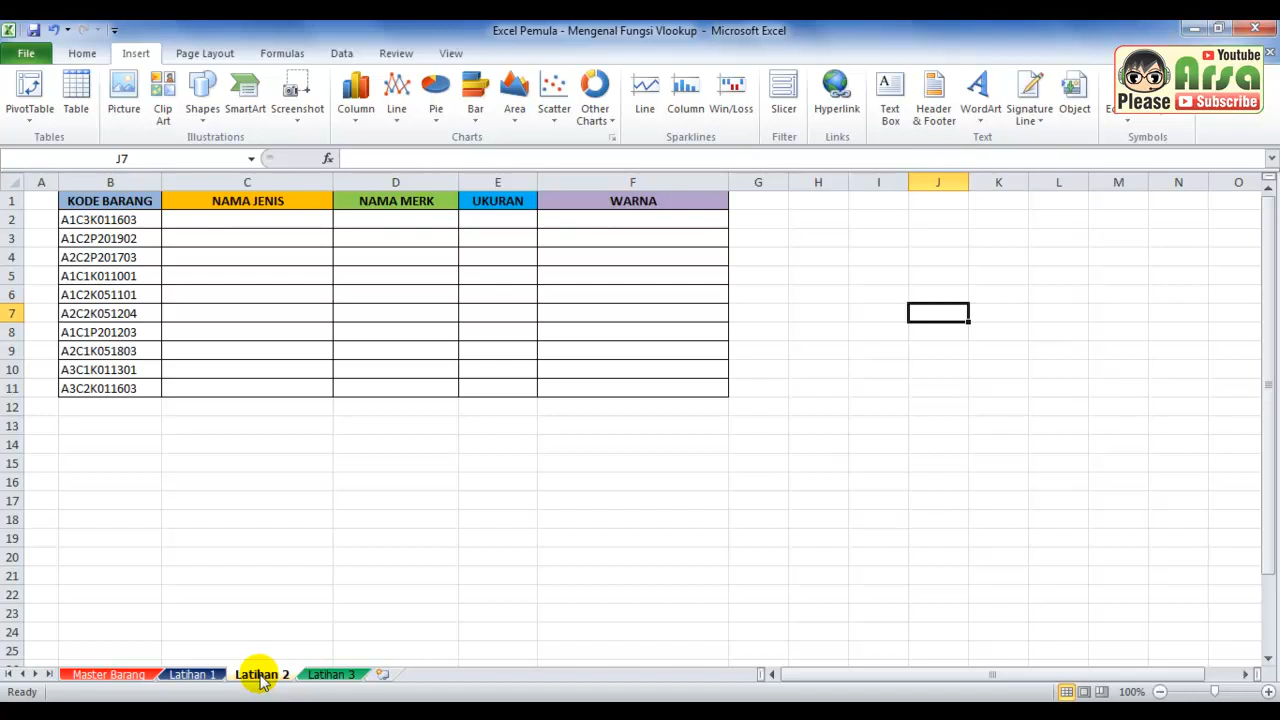 Excel Pemula - Mengenal Fungsi Vlookup - Microsoft Excel
File Home Insert Page Layout Formulas Data Review View
Youtube
Arsa
Please Subscribe
PivotTable Table Picture Clip Art Shapes SmartArt Screenshot Column Line Pie Bar Area Scatter Other Charts Line Column Win/Loss Slicer Hyperlink Text Box Header & Footer WordArt Signature Line Object
Tables Illustrations Charts Sparklines Filter Links Text Symbols
J7 fx
A B C D E F G H I J K L M N O
1 KODE BARANG NAMA JENIS NAMA MERK UKURAN WARNA
2 A1C3K011603
3 A1C2P201902
4 A2C2P201703
5 A1C1K011001
6 A1C2K051101
7 A2C2K051204
8 A1C1P201203
9 A2C1K051803
10 A3C1K011301
11 A3C2K011603
12
13
14
15
16
17
18
19
20
21
22
23
24
25
Master Barang Latihan 1 Latihan 2 Latihan 3
Ready 100%